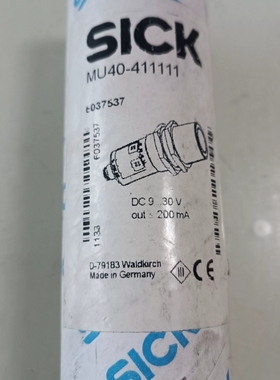 SICK
MU40-411111
6037537
6037537
1133
DC 9...30 V
out ≤ 200 mA
D-79183 Waldkirch
Made in Germany
III CE
SICK